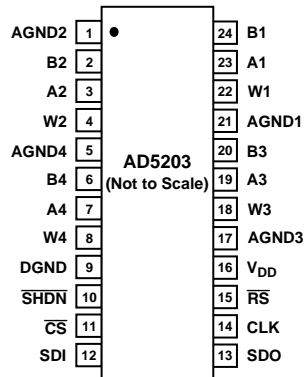 AGND2 1 24 B1
B2 2 23 A1
A2 3 22 W1
W2 4 21 AGND1
AGND4 5 20 B3
AD5203
B4 6 19 A3
(Not to Scale)
A4 7 18 W3
W4 8 17 AGND3
DGND 9 16 VDD
SHDN 10 15 RS
CS 11 14 CLK
SDI 12 13 SDO